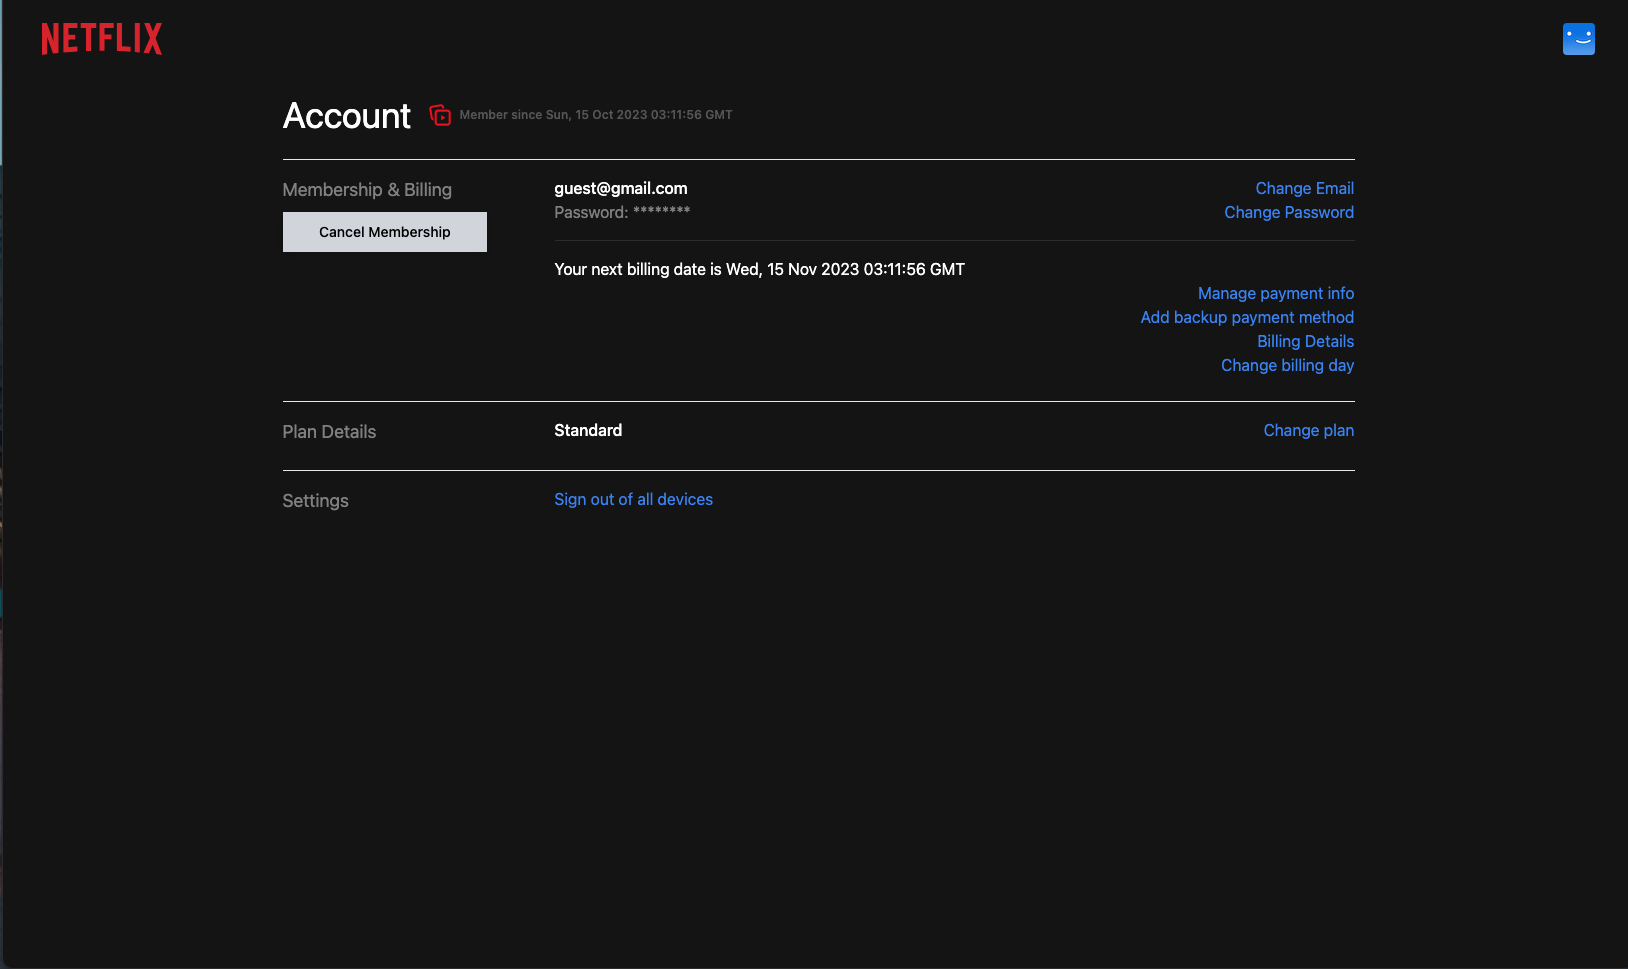 NETFLIX
Account
Member since Sun, 15 Oct 2023 03:11:56 GMT
Membership & Billing
Cancel Membership
guest@gmail.com
Change Email
Password: ********
Change Password
Your next billing date is Wed, 15 Nov 2023 03:11:56 GMT
Manage payment info
Add backup payment method
Billing Details
Change billing day
Plan Details
Standard
Change plan
Settings
Sign out of all devices